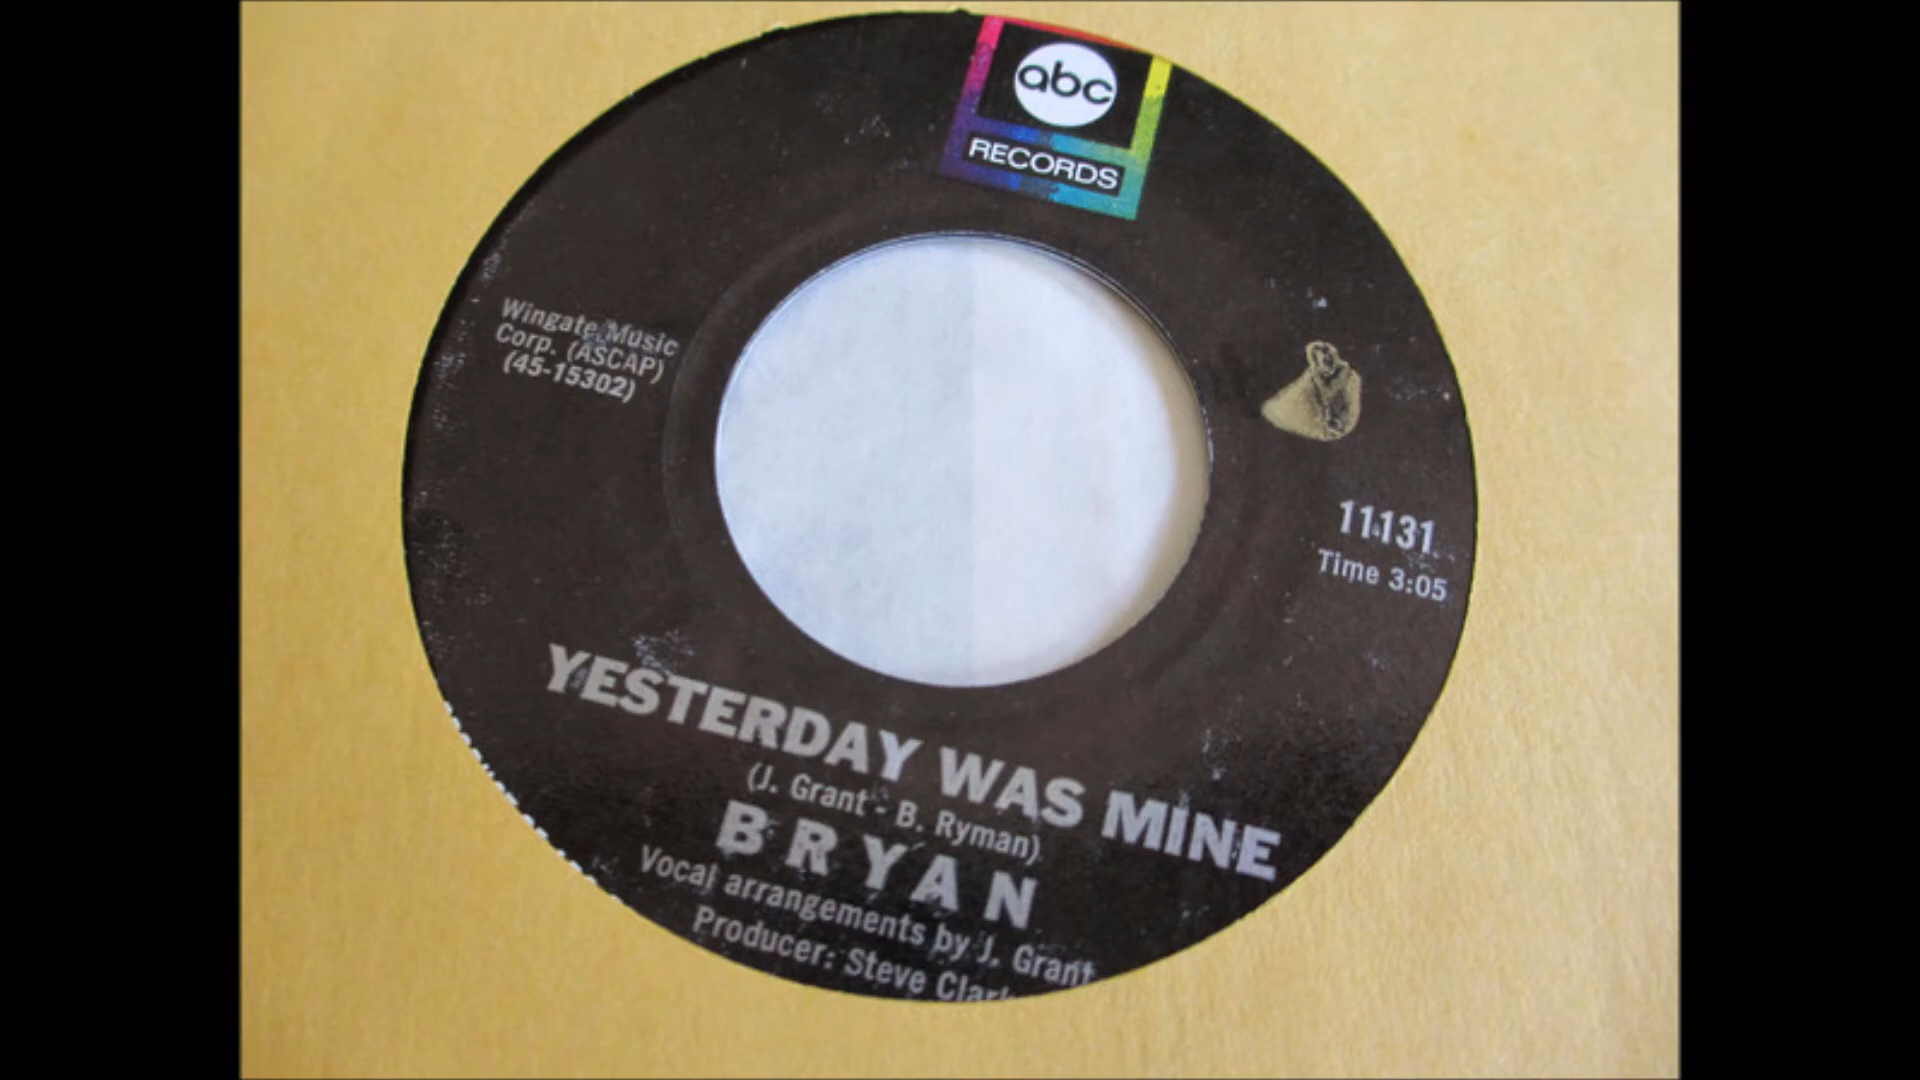 abc
RECORDS
Wingate Music
Corp. (ASCAP)
(45-15302)
11131
Time 3:05
YESTERDAY WAS MINE
(J. Grant - B. Ryman)
BRYAN
Vocal arrangements by J. Grant
Producer: Steve Clark